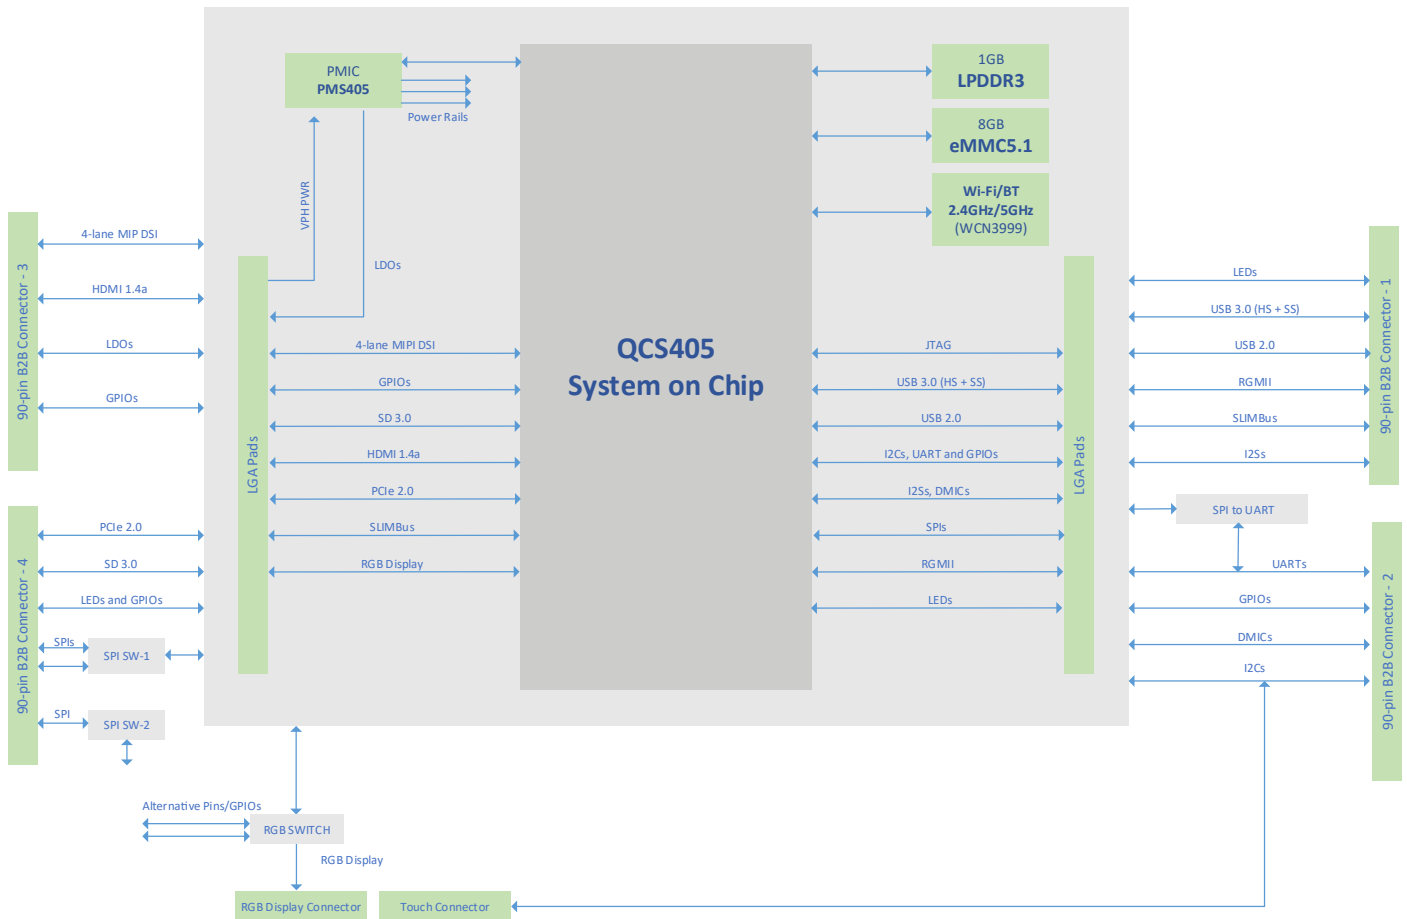 PMIC
PMS405
Power Rails
VPH PWR
LDOs
1GB
LPDDR3
8GB
eMMC5.1
Wi-Fi/BT
2.4GHz/5GHz
(WCN3999)
QCS405
System on Chip
90-pin B2B Connector - 3
4-lane MIP DSI
HDMI 1.4a
LDOs
GPIOs
90-pin B2B Connector - 4
PCIe 2.0
SD 3.0
LEDs and GPIOs
SPIs
SPI SW-1
SPI
SPI SW-2
LGA Pads
4-lane MIPI DSI
GPIOs
SD 3.0
HDMI 1.4a
PCIe 2.0
SLIMBus
RGB Display
JTAG
USB 3.0 (HS + SS)
USB 2.0
I2Cs, UART and GPIOs
I2Ss, DMICs
SPIs
RGMII
LEDs
LGA Pads
LEDs
USB 3.0 (HS + SS)
USB 2.0
RGMII
SLIMBus
I2Ss
90-pin B2B Connector - 1
SPI to UART
UARTs
GPIOs
DMICs
I2Cs
90-pin B2B Connector - 2
Alternative Pins/GPIOs
RGB SWITCH
RGB Display
RGB Display Connector
Touch Connector